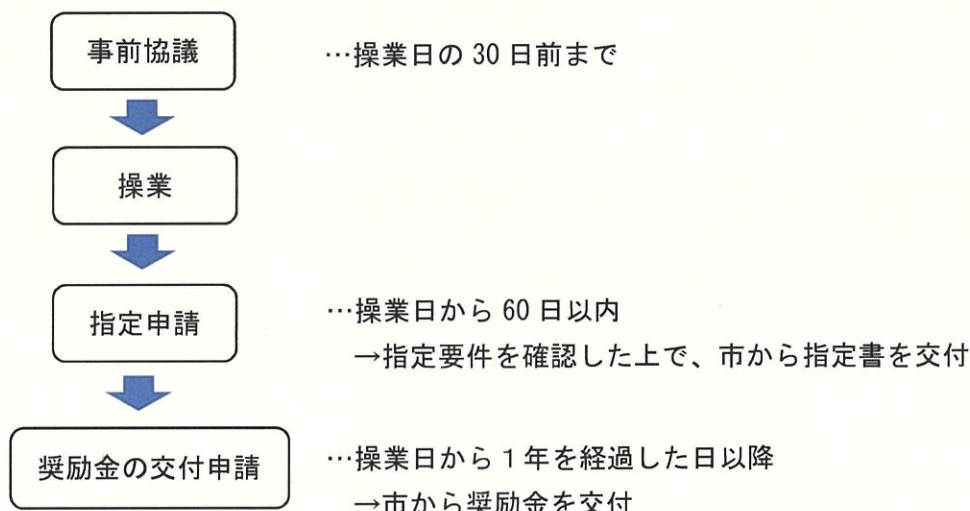 事前協議 …操業日の 30 日前まで
操業
指定申請 …操業日から 60 日以内
→指定要件を確認した上で、市から指定書を交付
奨励金の交付申請 …操業日から 1 年を経過した日以降
→市から奨励金を交付